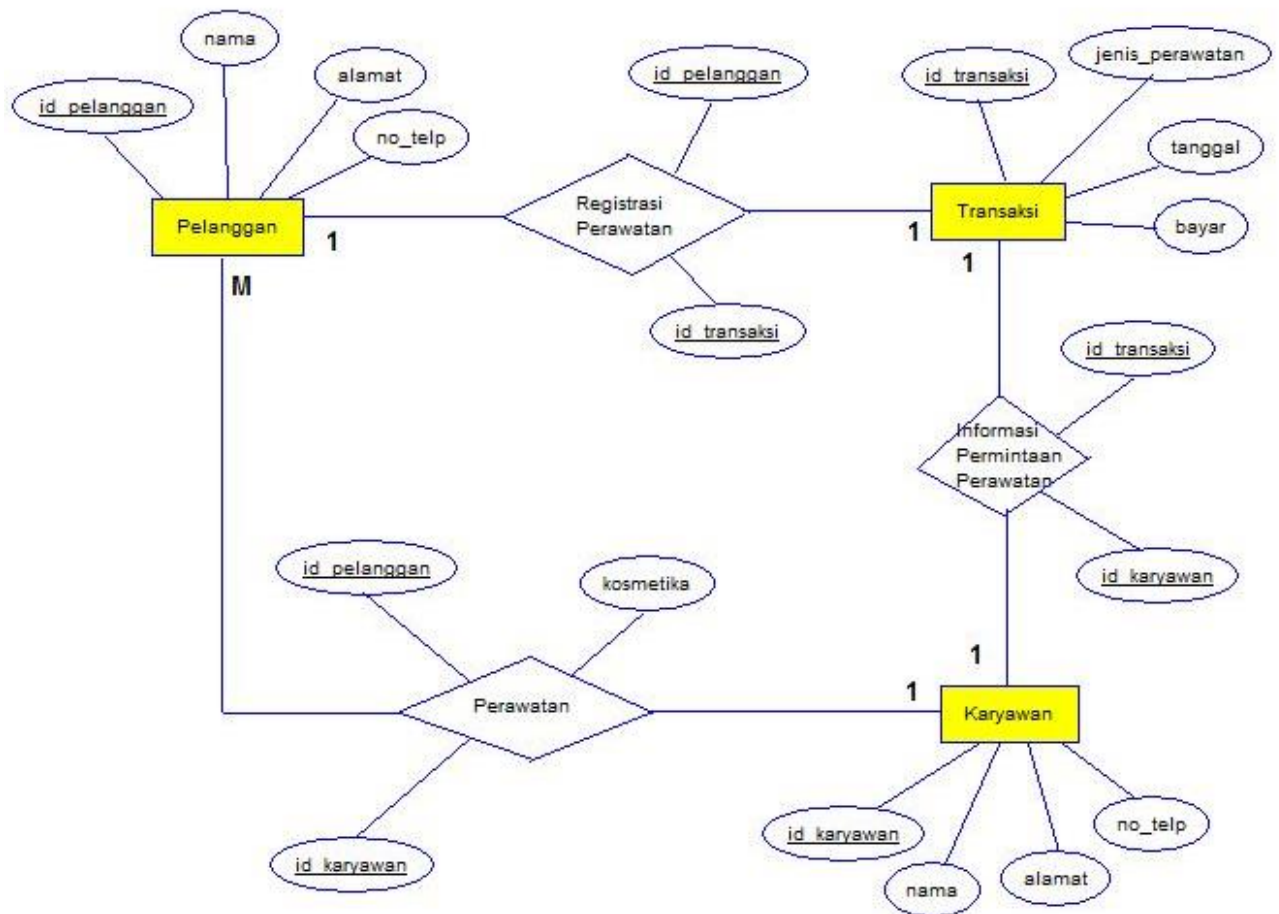 nama
alamat
id_pelanggan
no_telp
Pelanggan
1
M
id_pelanggan
Registrasi
Perawatan
id_transaksi
id_transaksi
jenis_perawatan
tanggal
bayar
Transaksi
1
1
id_transaksi
Informasi
Permintaan
Perawatan
id_karyawan
id_pelanggan
kosmetika
Perawatan
id_karyawan
1
1
Karyawan
id_karyawan
nama
alamat
no_telp